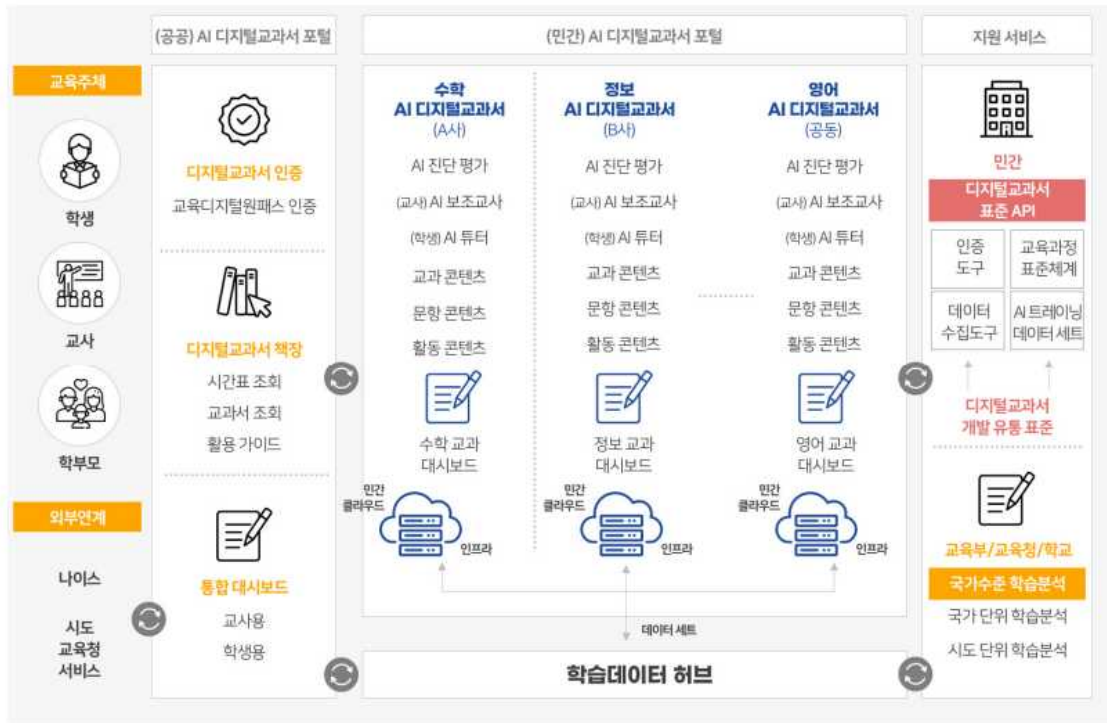 (공공) AI 디지털교과서 포털
(민간) AI 디지털교과서 포털
지원 서비스
교육주체
학생
교사
학부모
외부연계
나이스
시도
교육청
서비스
디지털교과서 인증
교육디지털원패스 인증
디지털교과서 책장
시간표 조회
교과서 조회
활용 가이드
통합 대시보드
교사용
학생용
수학
AI 디지털교과서
(A사)
AI 진단 평가
(교사) AI 보조교사
(학생) AI 튜터
교과 콘텐츠
문항 콘텐츠
활동 콘텐츠
수학 교과
대시보드
민간
클라우드
인프라
정보
AI 디지털교과서
(B사)
AI 진단 평가
(교사) AI 보조교사
(학생) AI 튜터
교과 콘텐츠
문항 콘텐츠
활동 콘텐츠
정보 교과
대시보드
민간
클라우드
인프라
영어
AI 디지털교과서
(공동)
AI 진단 평가
(교사) AI 보조교사
(학생) AI 튜터
교과 콘텐츠
문항 콘텐츠
활동 콘텐츠
영어 교과
대시보드
민간
클라우드
인프라
데이터 세트
학습데이터 허브
민간
디지털교과서
표준 API
인증
도구
교육과정
표준체계
데이터
수집도구
AI 트레이닝
데이터 세트
디지털교과서
개발 유통 표준
교육부/교육청/학교
국가수준 학습분석
국가 단위 학습분석
시도 단위 학습분석